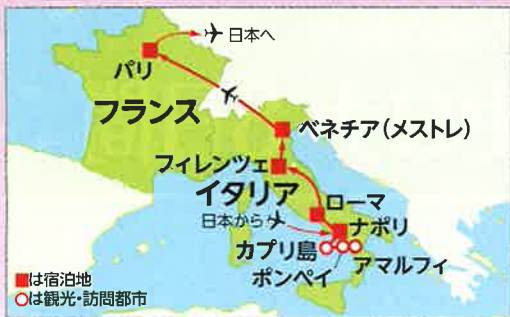 日本へ
パリ
フランス
ベネチア(メストレ)
フィレンツェ
イタリア
ローマ
日本から
ナポリ
カプリ島
アマルフィ
ポンペイ
■は宿泊地
○は観光・訪問都市